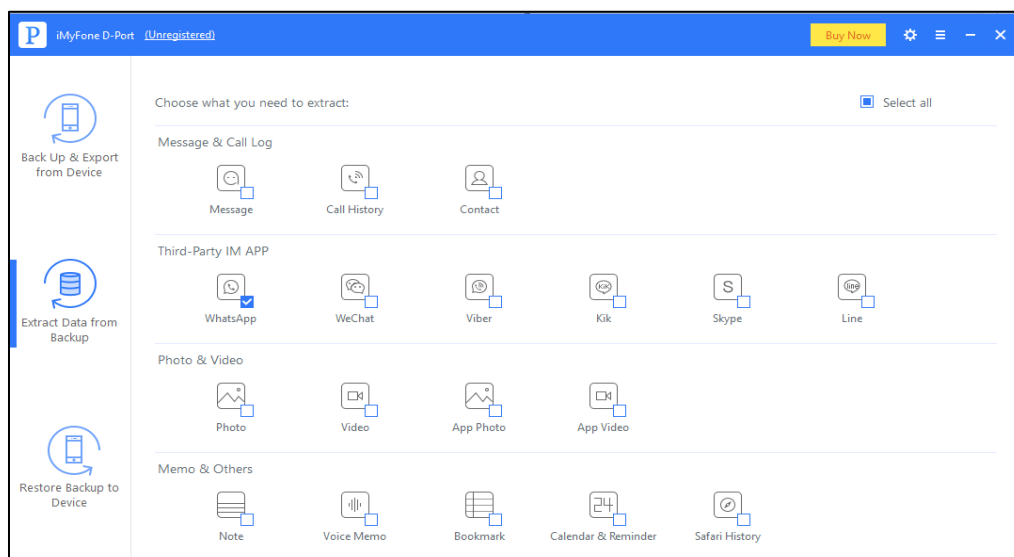 P iMyFone D-Port (Unregistered) Buy Now
Choose what you need to extract: Select all
Back Up & Export
from Device
Extract Data from
Backup
Restore Backup to
Device
Message & Call Log
Message Call History Contact
Third-Party IM APP
Kik S line
WhatsApp WeChat Viber Kik Skype Line
Photo & Video
Photo Video App Photo App Video
Memo & Others
24
Note Voice Memo Bookmark Calendar & Reminder Safari History